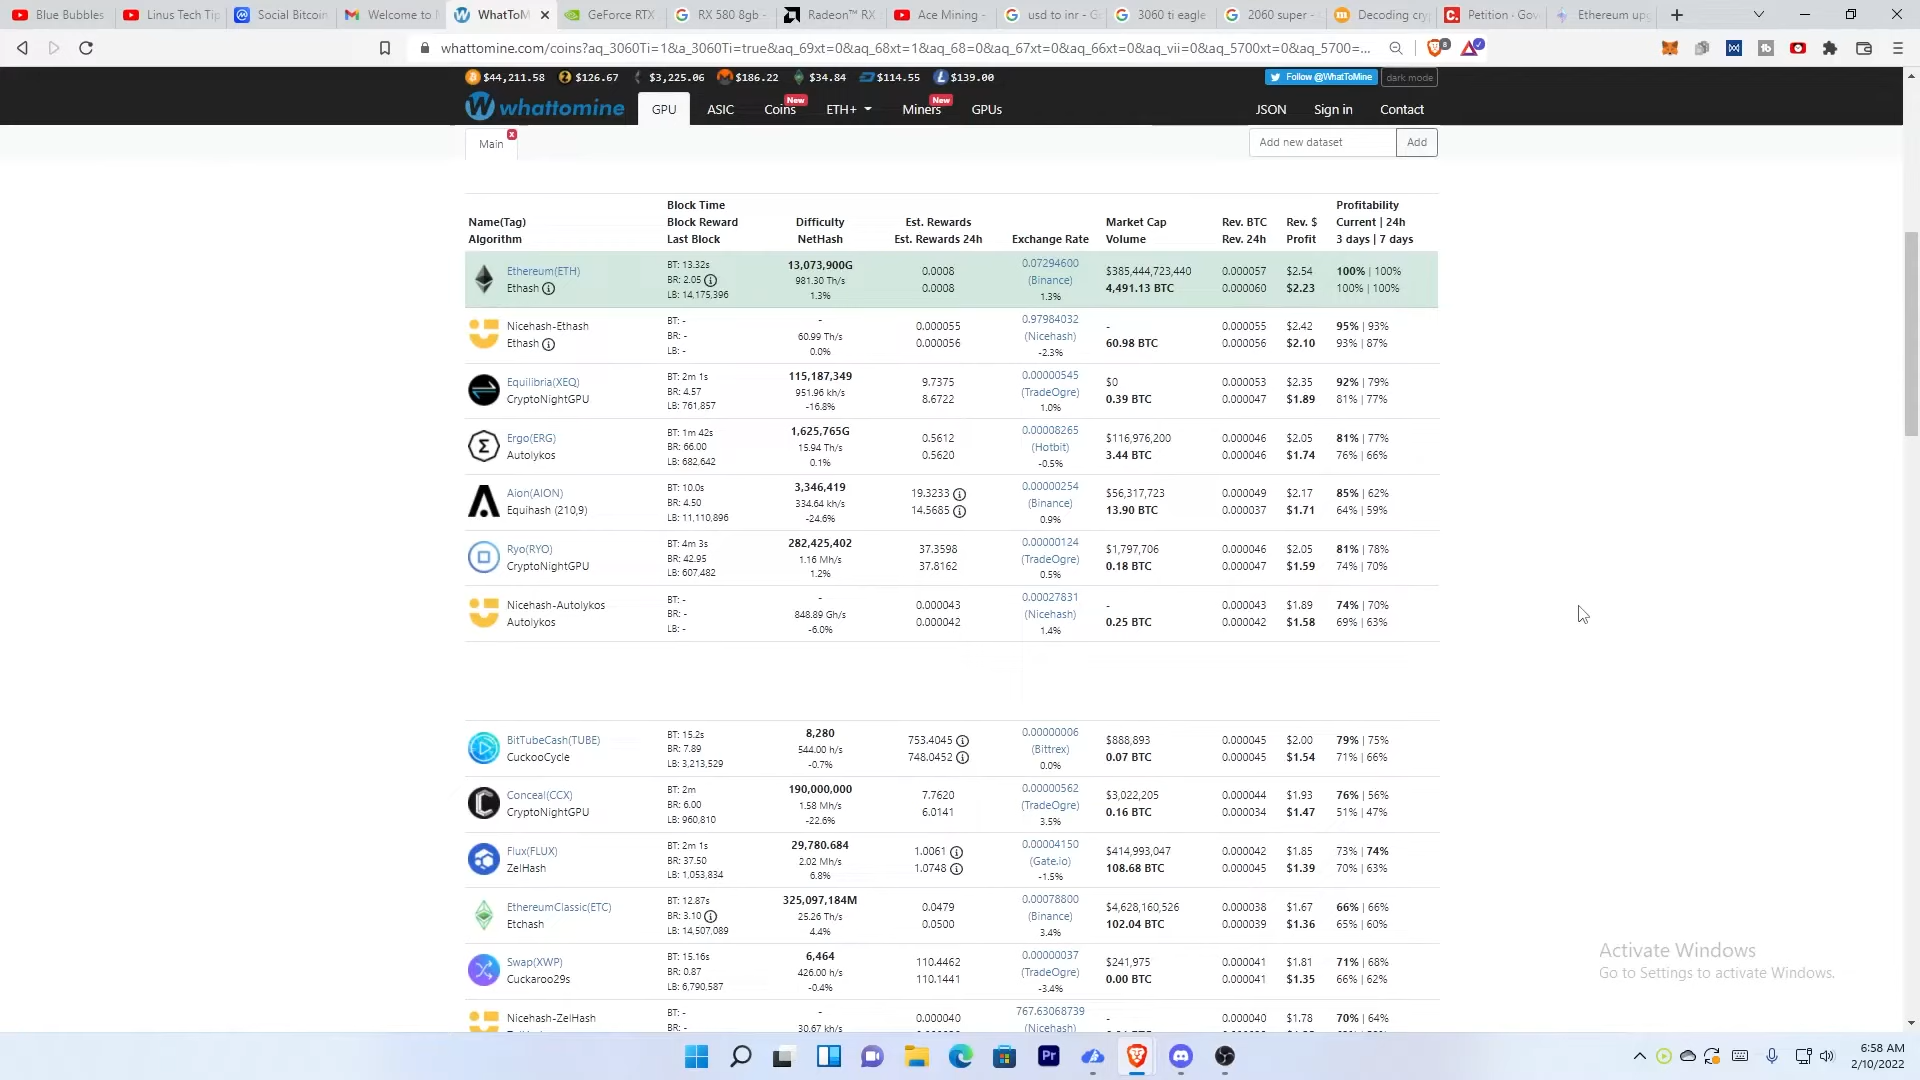 Blue Bubbles
Linus Tech Tip
Social Bitcoin
Welcome to
WhatToM
GeForce RTX
RX 580 8gb -
Radeon™ RX
Ace Mining -
usd to inr - G
3060 ti eagle
2060 super -
Decoding cry
Petition · Gov
Ethereum upg
whattomine.com/coins?aq_3060Ti=1&a_3060Ti=true&aq_69xt=0&aq_68xt=1&aq_68=0&aq_67xt=0&aq_66xt=0&aq_vii=0&aq_5700xt=0&aq_5700=...
$44,211.58 $126.67 $3,225.06 $186.22 $34.84 $114.55 $139.00
Follow @WhatToMine
dark mode
whattomine
GPU ASIC Coins New ETH+ Miners New GPUs
JSON Sign in Contact
Main x
Add new dataset Add
Name(Tag)
Algorithm
Block Time
Block Reward
Last Block
Difficulty
NetHash
Est. Rewards
Est. Rewards 24h
Exchange Rate
Market Cap
Volume
Rev. BTC
Rev. 24h
Rev. $
Profit
Profitability
Current | 24h
3 days | 7 days
Ethereum(ETH)
Ethash
BT: 13.32s
BR: 2.05
LB: 14,175,396
13,073,900G
981.30 Th/s
1.3%
0.0008
0.0008
0.07294600
(Binance)
1.3%
$385,444,723,440
4,491.13 BTC
0.000057
0.000060
$2.54
$2.23
100% | 100%
100% | 100%
Nicehash-Ethash
Ethash
BT: -
BR: -
LB: -
-
60.99 Th/s
0.0%
0.000055
0.000056
0.97984032
(Nicehash)
-2.3%
-
60.98 BTC
0.000055
0.000056
$2.42
$2.10
95% | 93%
93% | 87%
Equilibria(XEQ)
CryptoNightGPU
BT: 2m 1s
BR: 4.57
LB: 761,857
115,187,349
951.96 kh/s
-16.8%
9.7375
8.6722
0.00000545
(TradeOgre)
1.0%
$0
0.39 BTC
0.000053
0.000047
$2.35
$1.89
92% | 79%
81% | 77%
Ergo(ERG)
Autolykos
BT: 1m 42s
BR: 66.00
LB: 682,642
1,625,765G
15.94 Th/s
0.1%
0.5612
0.5620
0.00008265
(Hotbit)
-0.5%
$116,976,200
3.44 BTC
0.000046
0.000046
$2.05
$1.74
81% | 77%
76% | 66%
Aion(AION)
Equihash (210,9)
BT: 10.0s
BR: 4.50
LB: 11,110,896
3,346,419
334.64 kh/s
-24.6%
19.3233
14.5685
0.00000254
(Binance)
0.9%
$56,317,723
13.90 BTC
0.000049
0.000037
$2.17
$1.71
85% | 62%
64% | 59%
Ryo(RYO)
CryptoNightGPU
BT: 4m 3s
BR: 42.95
LB: 607,482
282,425,402
1.16 Mh/s
1.2%
37.3598
37.8162
0.00000124
(TradeOgre)
0.5%
$1,797,706
0.18 BTC
0.000046
0.000047
$2.05
$1.59
81% | 78%
74% | 70%
Nicehash-Autolykos
Autolykos
BT: -
BR: -
LB: -
-
848.89 Gh/s
-6.0%
0.000043
0.000042
0.00027831
(Nicehash)
1.4%
-
0.25 BTC
0.000043
0.000042
$1.89
$1.58
74% | 70%
69% | 63%
BitTubeCash(TUBE)
CuckooCycle
BT: 15.2s
BR: 7.89
LB: 3,213,529
8,280
544.00 h/s
-0.7%
753.4045
748.0452
0.00000006
(Bittrex)
0.0%
$888,893
0.07 BTC
0.000045
0.000045
$2.00
$1.54
79% | 75%
71% | 66%
Conceal(CCX)
CryptoNightGPU
BT: 2m
BR: 6.00
LB: 960,810
190,000,000
1.58 Mh/s
-22.6%
7.7620
6.0141
0.00000562
(TradeOgre)
3.5%
$3,022,205
0.16 BTC
0.000044
0.000034
$1.93
$1.47
76% | 56%
51% | 47%
Flux(FLUX)
ZelHash
BT: 2m 1s
BR: 37.50
LB: 1,053,834
29,780.684
2.02 Mh/s
6.8%
1.0061
1.0748
0.00004150
(Gate.io)
-1.5%
$414,993,047
108.68 BTC
0.000042
0.000045
$1.85
$1.39
73% | 74%
70% | 63%
EthereumClassic(ETC)
Etchash
BT: 12.87s
BR: 3.10
LB: 14,507,089
325,097,184M
25.26 Th/s
4.4%
0.0479
0.0500
0.00078800
(Binance)
3.4%
$4,628,160,526
102.04 BTC
0.000038
0.000039
$1.67
$1.36
66% | 66%
65% | 60%
Swap(XWP)
Cuckaroo29s
BT: 15.16s
BR: 0.87
LB: 6,790,587
6,464
426.00 h/s
-0.4%
110.4462
110.1441
0.00000037
(TradeOgre)
-3.4%
$241,975
0.00 BTC
0.000041
0.000041
$1.81
$1.35
71% | 68%
66% | 62%
Nicehash-ZelHash
BT: -
BR: -
-
30.67 kh/s
0.000040
767.63068739
(Nicehash)
-
0.000040
$1.78
70% | 64%
Activate Windows
Go to Settings to activate Windows.
6:58 AM
2/10/2022